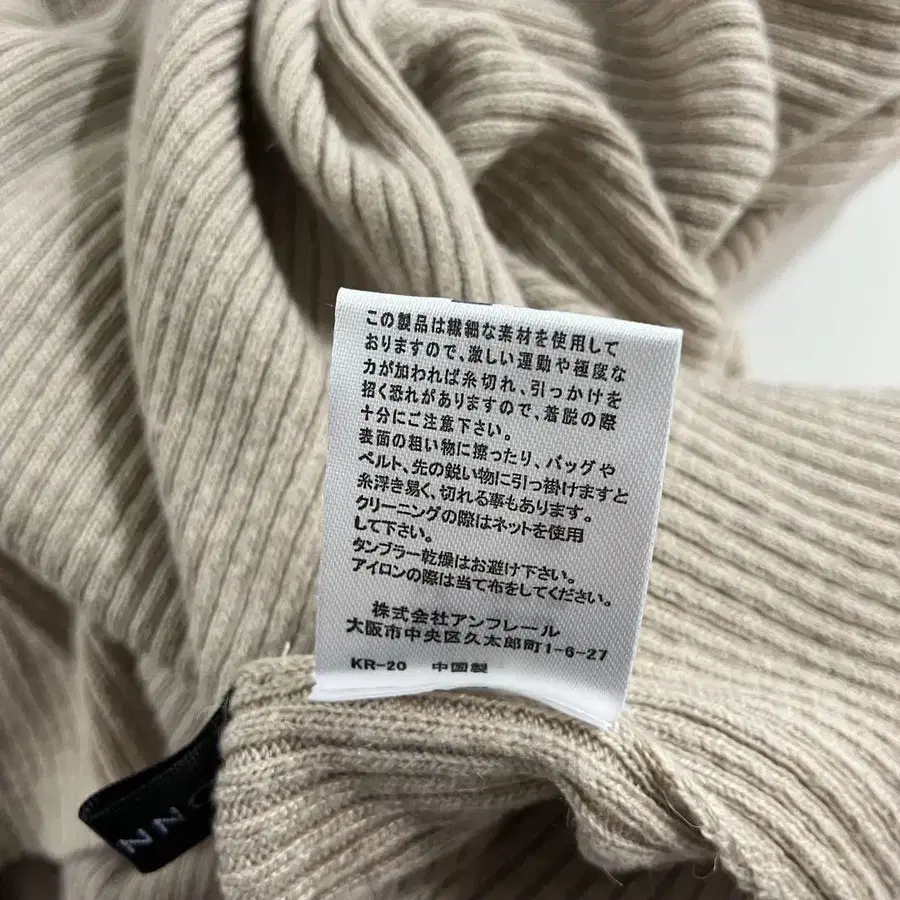 この製品は繊細な素材を使用して
おりますので、激しい運動や極度な
力が加われば糸切れ、引っかけを
招く恐れがありますので、着脱の際
十分にご注意下さい。
表面の粗い物に擦ったり、バッグや
ベルト、先の鋭い物に引っ掛けますと
糸浮き易く、切れる事もあります。
クリーニングの際はネットを使用
して下さい。
タンブラー乾燥はお避け下さい。
アイロンの際は当て布をしてください。
株式会社アンフレール
大阪市中央区久太郎町1-6-27
KR-20 中国製
NN